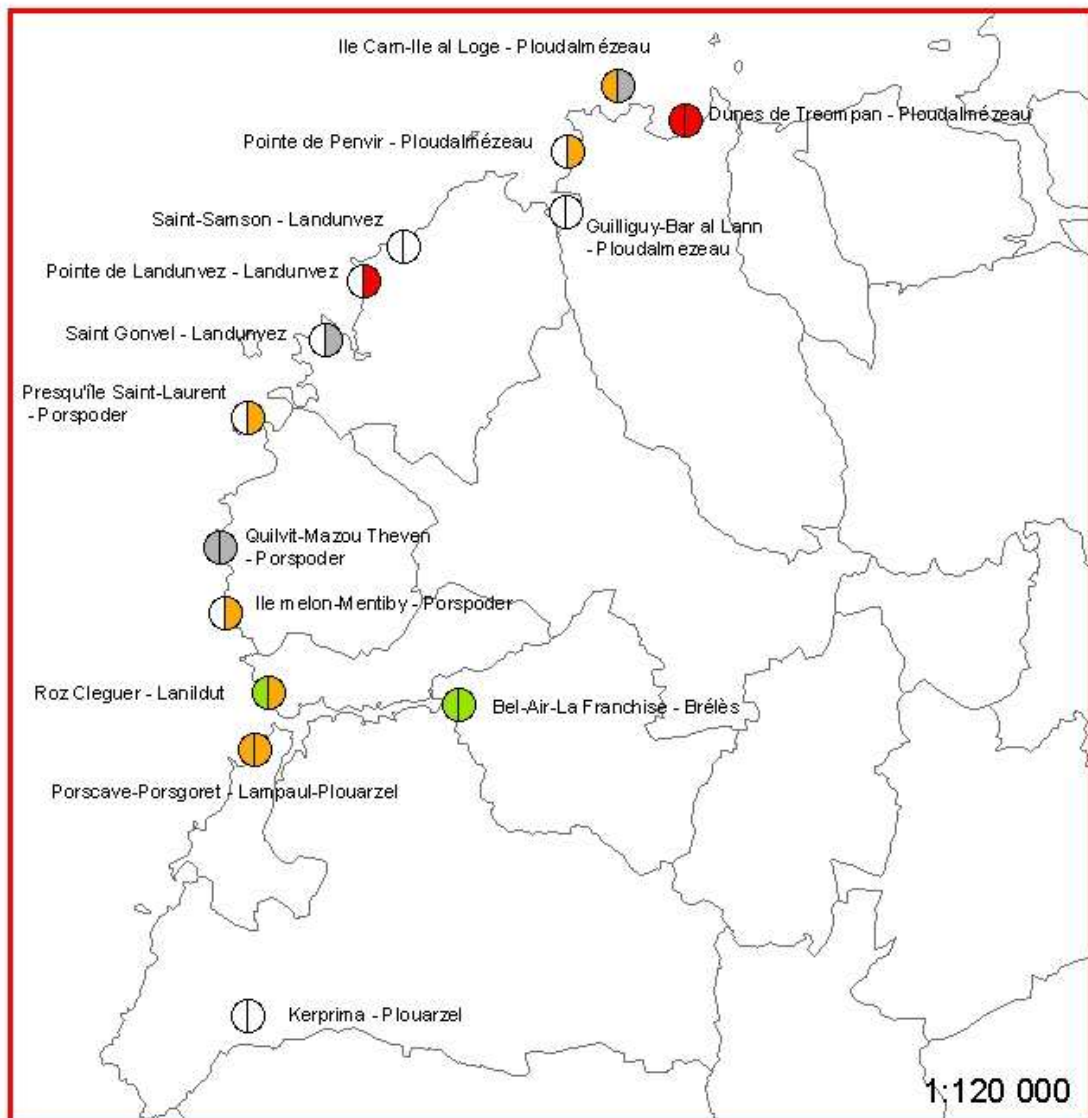 Ile Carn-Ile al Loge - Ploudalmézeau
Dunes de Treompan - Ploudalmézeau
Pointe de Penvir - Ploudalmézeau
Saint-Samson - Landunvez
Guilliguy-Bar al Lann
- Ploudalmezeau
Pointe de Landunvez - Landunvez
Saint Gonvel - Landunvez
Presqu'île Saint-Laurent
- Porspoder
Quilvit-Mazou Theven
- Porspoder
Ile melon-Mentiby - Porspoder
Roz Cleguer - Lanildut
Bel-Air-La Franchise - Brélès
Porscave-Porsgoret - Lampaul-Plouarzel
Kerprima - Plouarzel
1:120 000